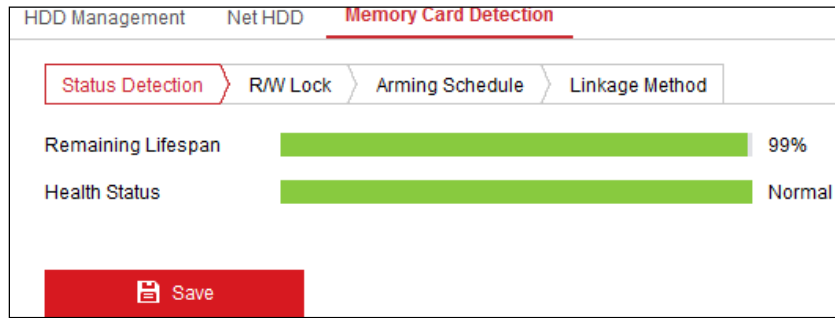 HDD Management Net HDD Memory Card Detection
Status Detection R/W Lock Arming Schedule Linkage Method
Remaining Lifespan 99%
Health Status Normal
Save